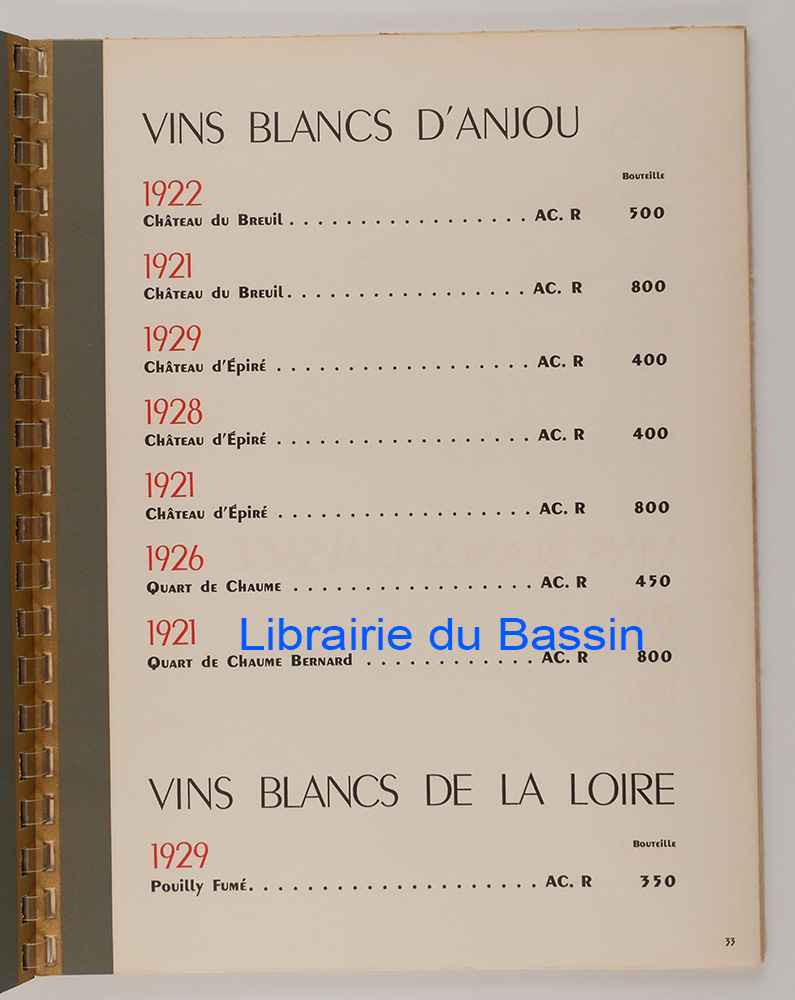 VINS BLANCS D'ANJOU
Bouteille
1922
Château du Breuil . . . . . . . . . . . . . . . . . AC. R 500
1921
Château du Breuil . . . . . . . . . . . . . . . . . AC. R 800
1929
Château d'Épiré . . . . . . . . . . . . . . . . . . AC. R 400
1928
Château d'Épiré . . . . . . . . . . . . . . . . . . AC. R 400
1921
Château d'Épiré . . . . . . . . . . . . . . . . . . AC. R 800
1926
Quart de Chaume . . . . . . . . . . . . . . . . . AC. R 450
1921
Librairie du Bassin
Quart de Chaume Bernard . . . . . . . . . . . . AC. R 800
VINS BLANCS DE LA LOIRE
Bouteille
1929
Pouilly Fumé. . . . . . . . . . . . . . . . . . . . . AC. R 350
33